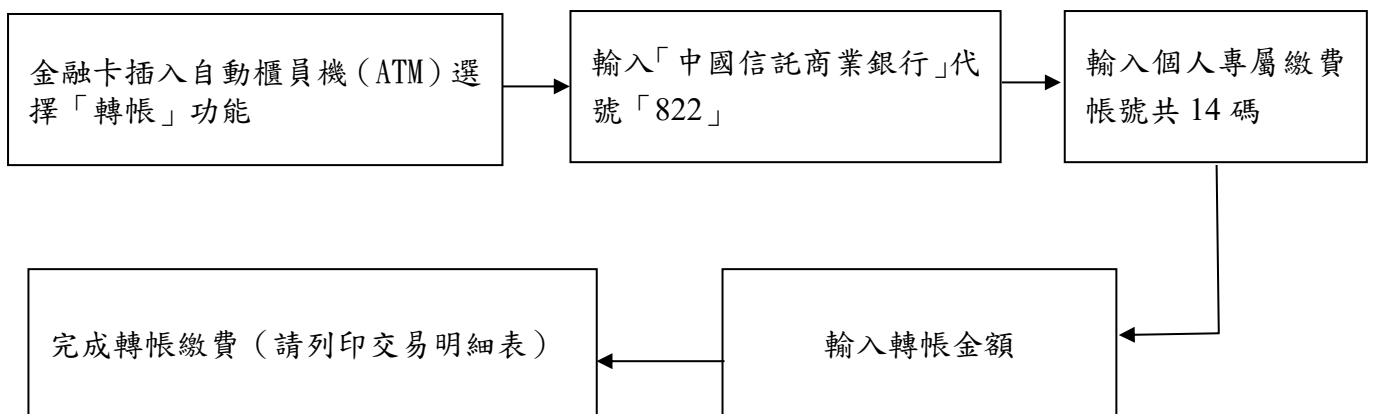 金融卡插入自動櫃員機（ATM）選
擇「轉帳」功能
輸入「中國信託商業銀行」代
號「822」
輸入個人專屬繳費
帳號共 14 碼
輸入轉帳金額
完成轉帳繳費（請列印交易明細表）